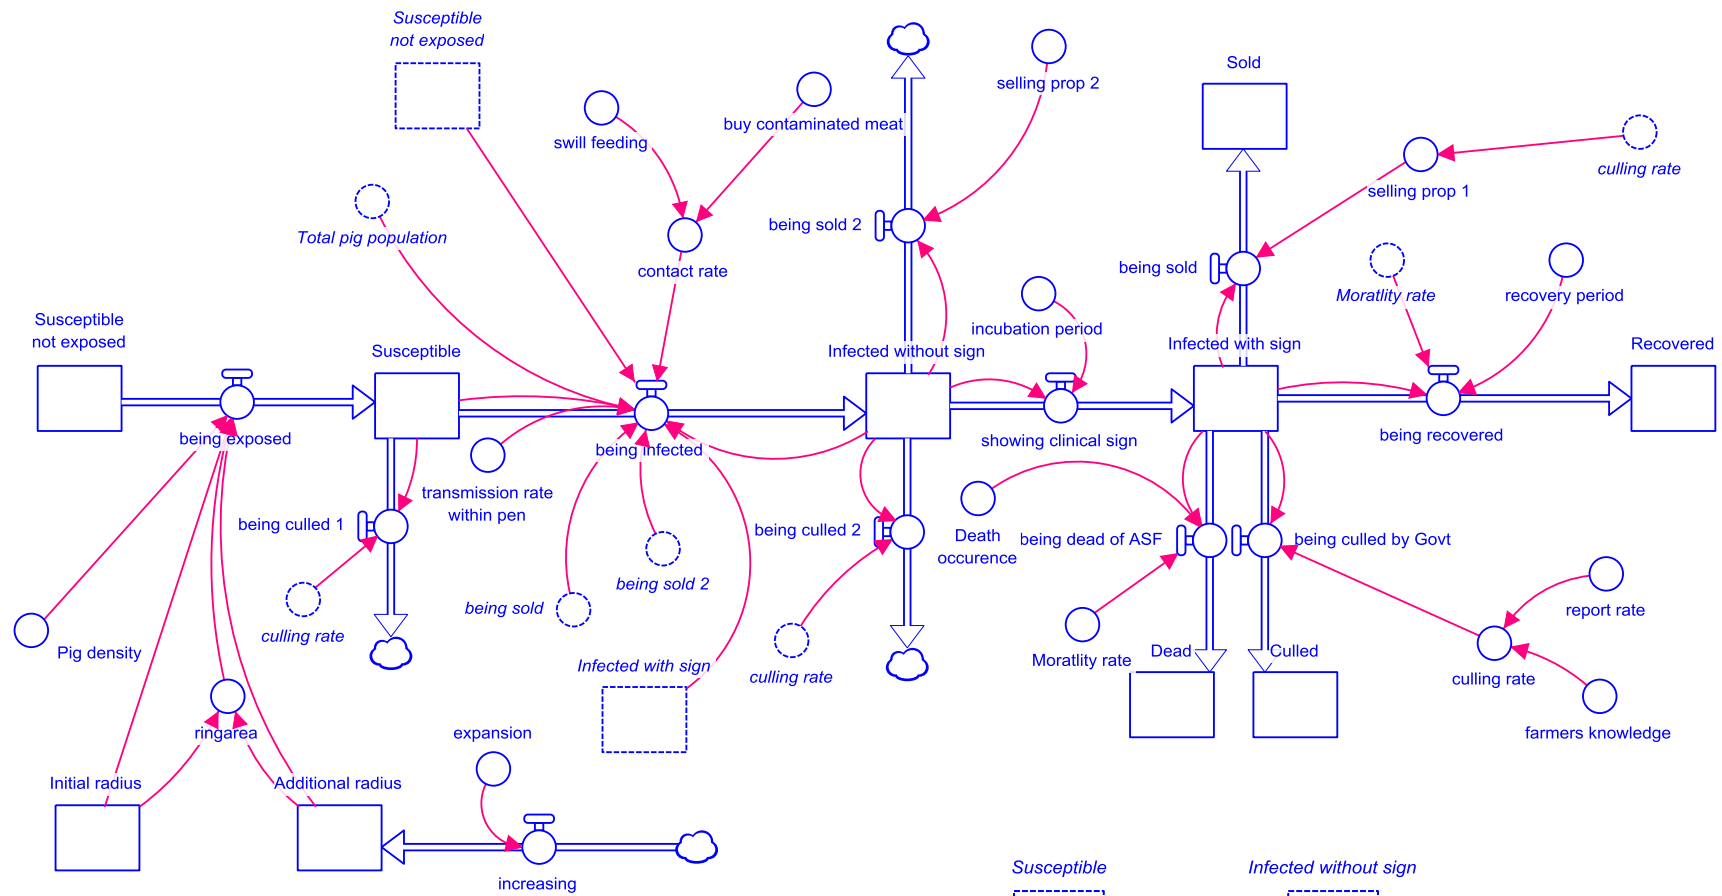 Susceptible
not exposed
swill feeding
buy contaminated meat
selling prop 2
Sold
culling rate
selling prop 1
Total pig population
contact rate
being sold 2
being sold
Moratlity rate
recovery period
incubation period
Susceptible
not exposed
Susceptible
Infected without sign
Infected with sign
Recovered
being exposed
being infected
showing clinical sign
being recovered
transmission rate
within pen
being culled 1
being culled 2
Death
occurence
being dead of ASF
being culled by Govt
culling rate
being sold
being sold 2
report rate
Pig density
Infected with sign
culling rate
Moratlity rate
Dead
Culled
culling rate
farmers knowledge
ringarea
expansion
Initial radius
Additional radius
increasing
Susceptible
Infected without sign